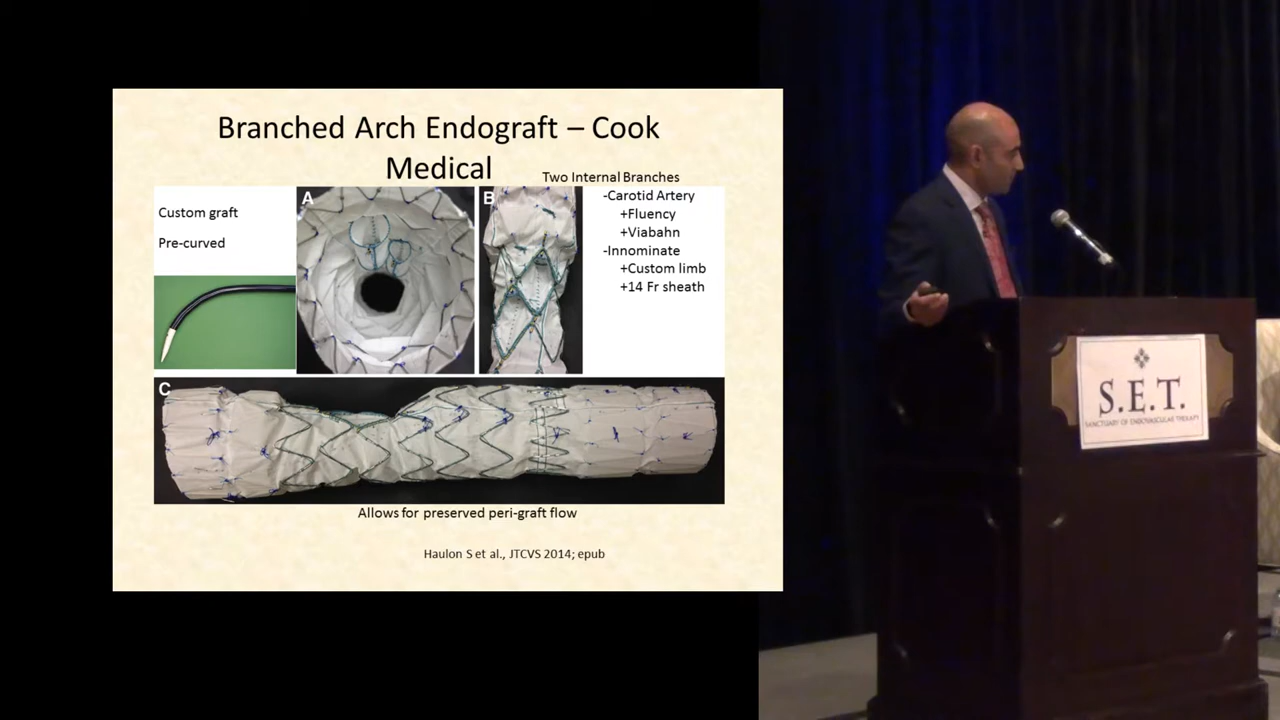 Branched Arch Endograft – Cook
Medical
Custom graft
Pre-curved
A
B
Two Internal Branches
-Carotid Artery
+Fluency
+Viabahn
-Innominate
+Custom limb
+14 Fr sheath
C
Allows for preserved peri-graft flow
Haulon S et al., JTCVS 2014; epub
S.E.T.
SANCTUARY OF ENDOVASCULAR THERAPY